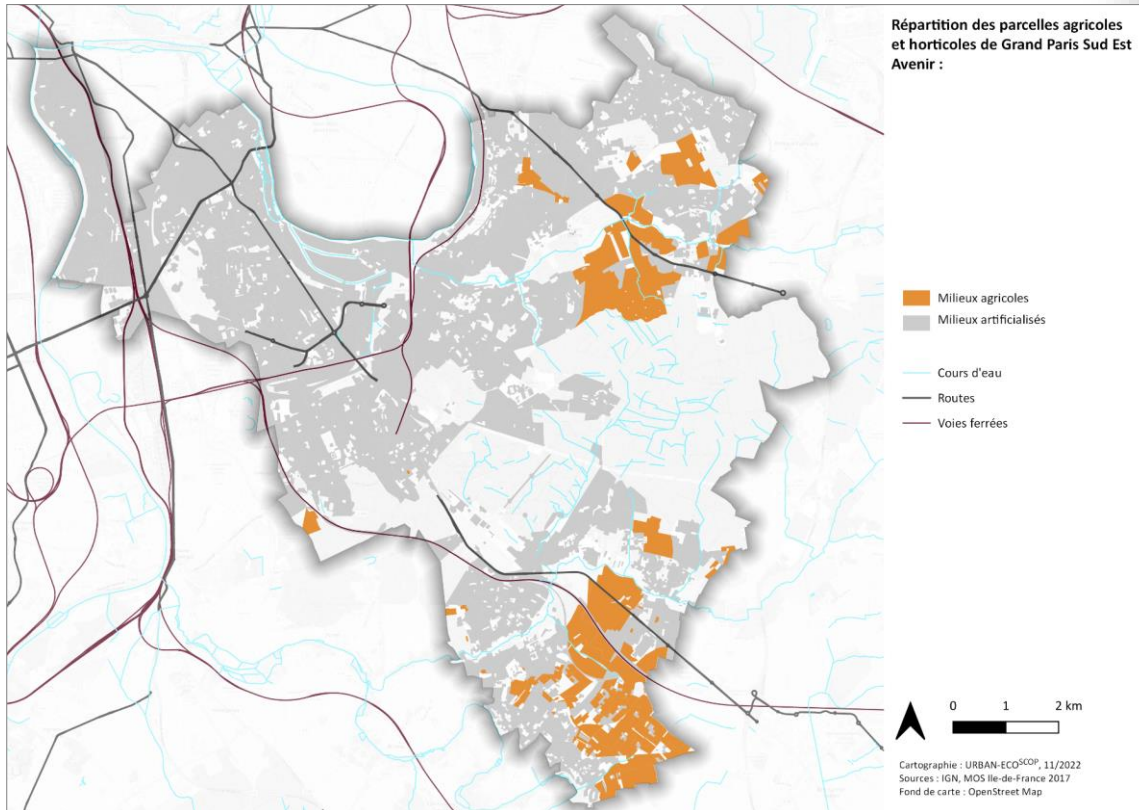 Répartition des parcelles agricoles
et horticoles de Grand Paris Sud Est
Avenir :
Milieux agricoles
Milieux artificialisés
Cours d'eau
Routes
Voies ferrées
0 1 2 km
Cartographie : URBAN-ECOSCOP, 11/2022
Sources : IGN, MOS Ile-de-France 2017
Fond de carte : OpenStreet Map